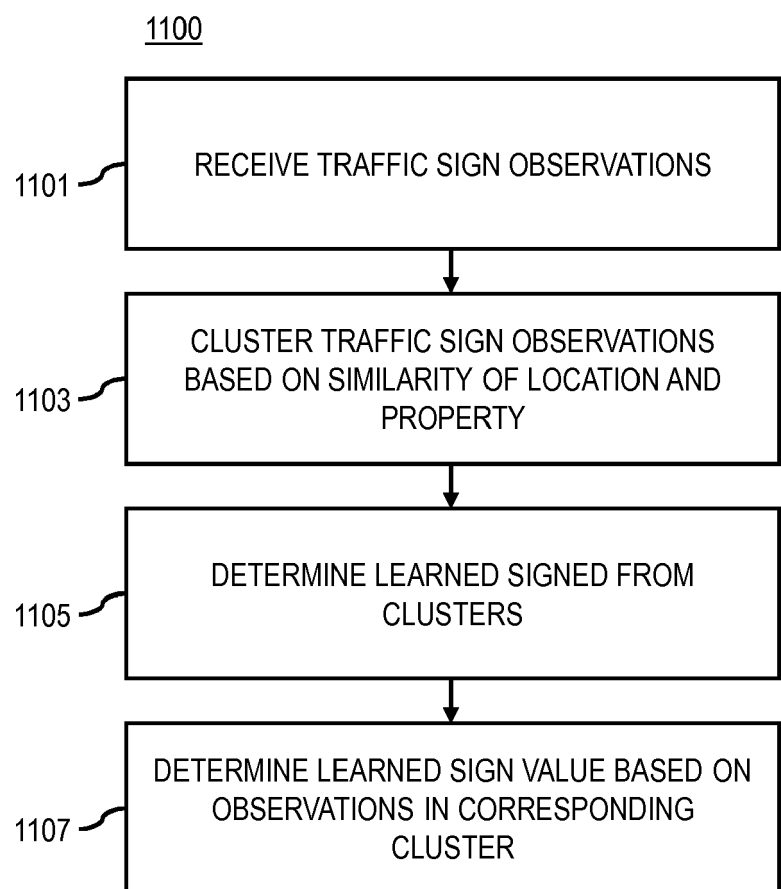 1100
1101
RECEIVE TRAFFIC SIGN OBSERVATIONS
1103
CLUSTER TRAFFIC SIGN OBSERVATIONS
BASED ON SIMILARITY OF LOCATION AND
PROPERTY
1105
DETERMINE LEARNED SIGNED FROM
CLUSTERS
1107
DETERMINE LEARNED SIGN VALUE BASED ON
OBSERVATIONS IN CORRESPONDING
CLUSTER